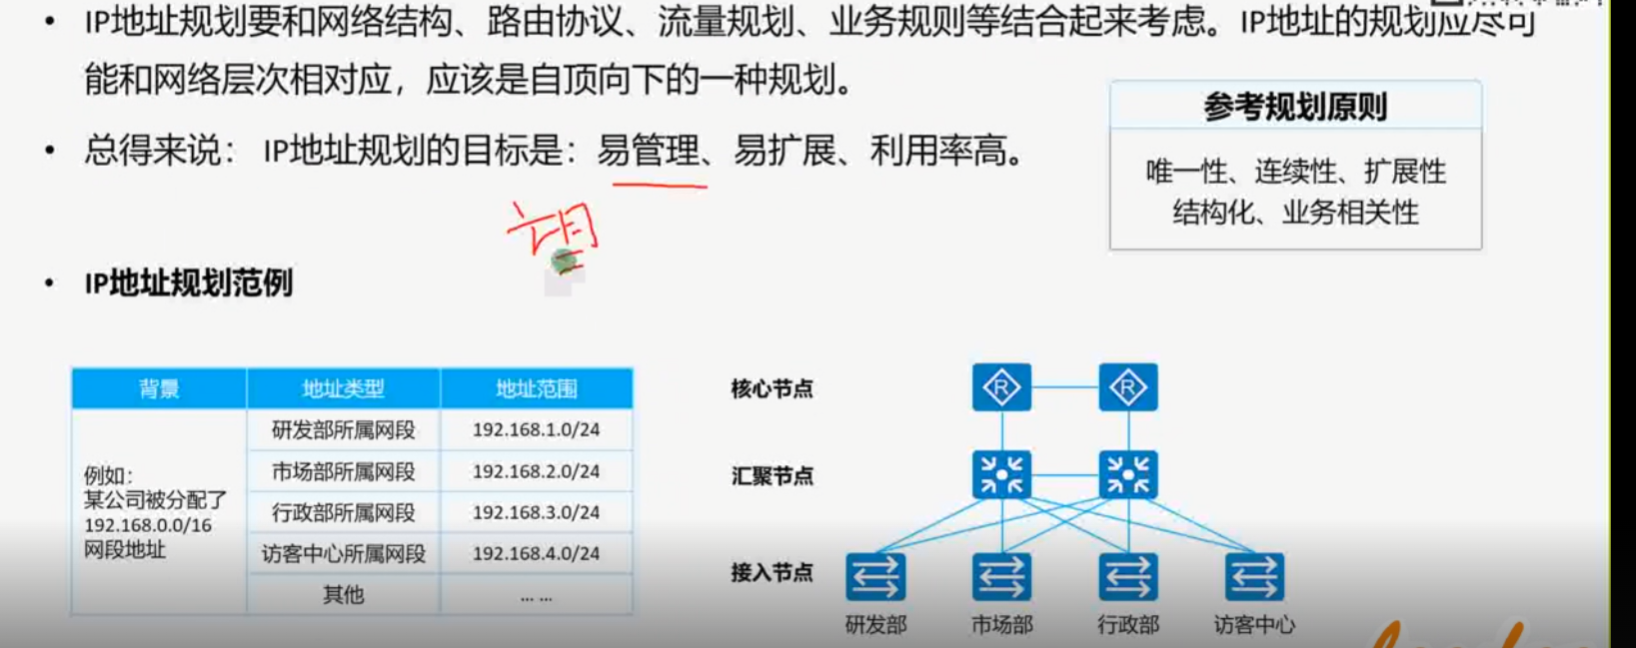 IP地址规划要和网络结构、路由协议、流量规划、业务规则等结合起来考虑。IP地址的规划应尽可
能和网络层次相对应，应该是自顶向下的一种规划。
总得来说： IP地址规划的目标是：易管理、易扩展、利用率高。
参考规划原则
唯一性、连续性、扩展性
结构化、业务相关性
IP地址规划范例
背景 地址类型 地址范围
例如：
某公司被分配了
192.168.0.0/16
网段地址
研发部所属网段 192.168.1.0/24
市场部所属网段 192.168.2.0/24
行政部所属网段 192.168.3.0/24
访客中心所属网段 192.168.4.0/24
其他 ... ...
核心节点
R R
汇聚节点
接入节点
研发部 市场部 行政部 访客中心